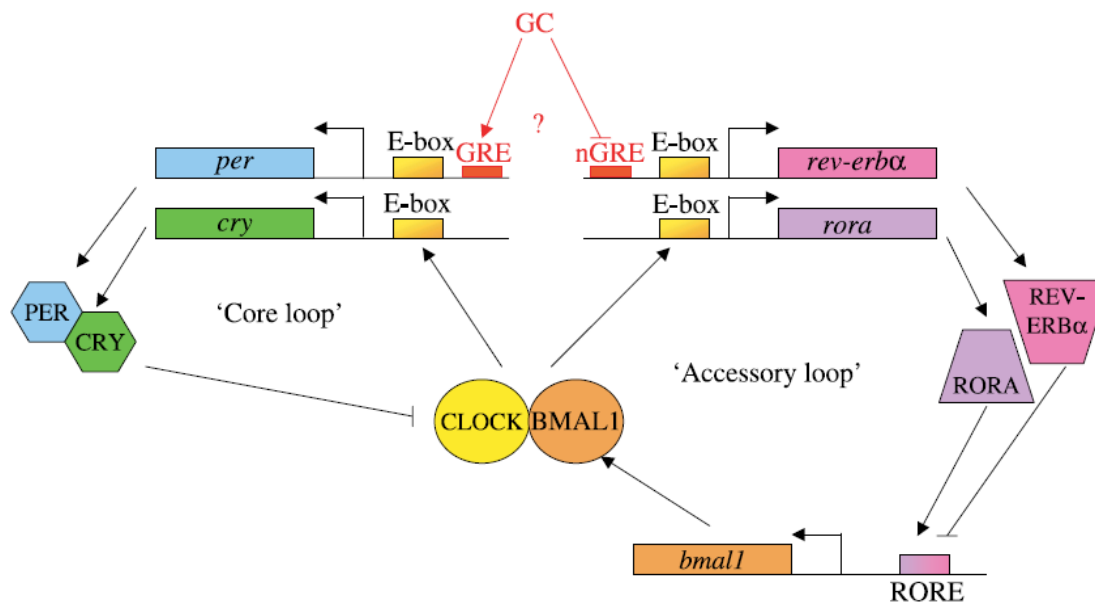 GC
?
E-box
GRE
nGRE
E-box
per
rev-erbα
E-box
E-box
cry
rora
PER
CRY
'Core loop'
REV-
ERBα
'Accessory loop'
RORA
CLOCK
BMAL1
bmal1
RORE